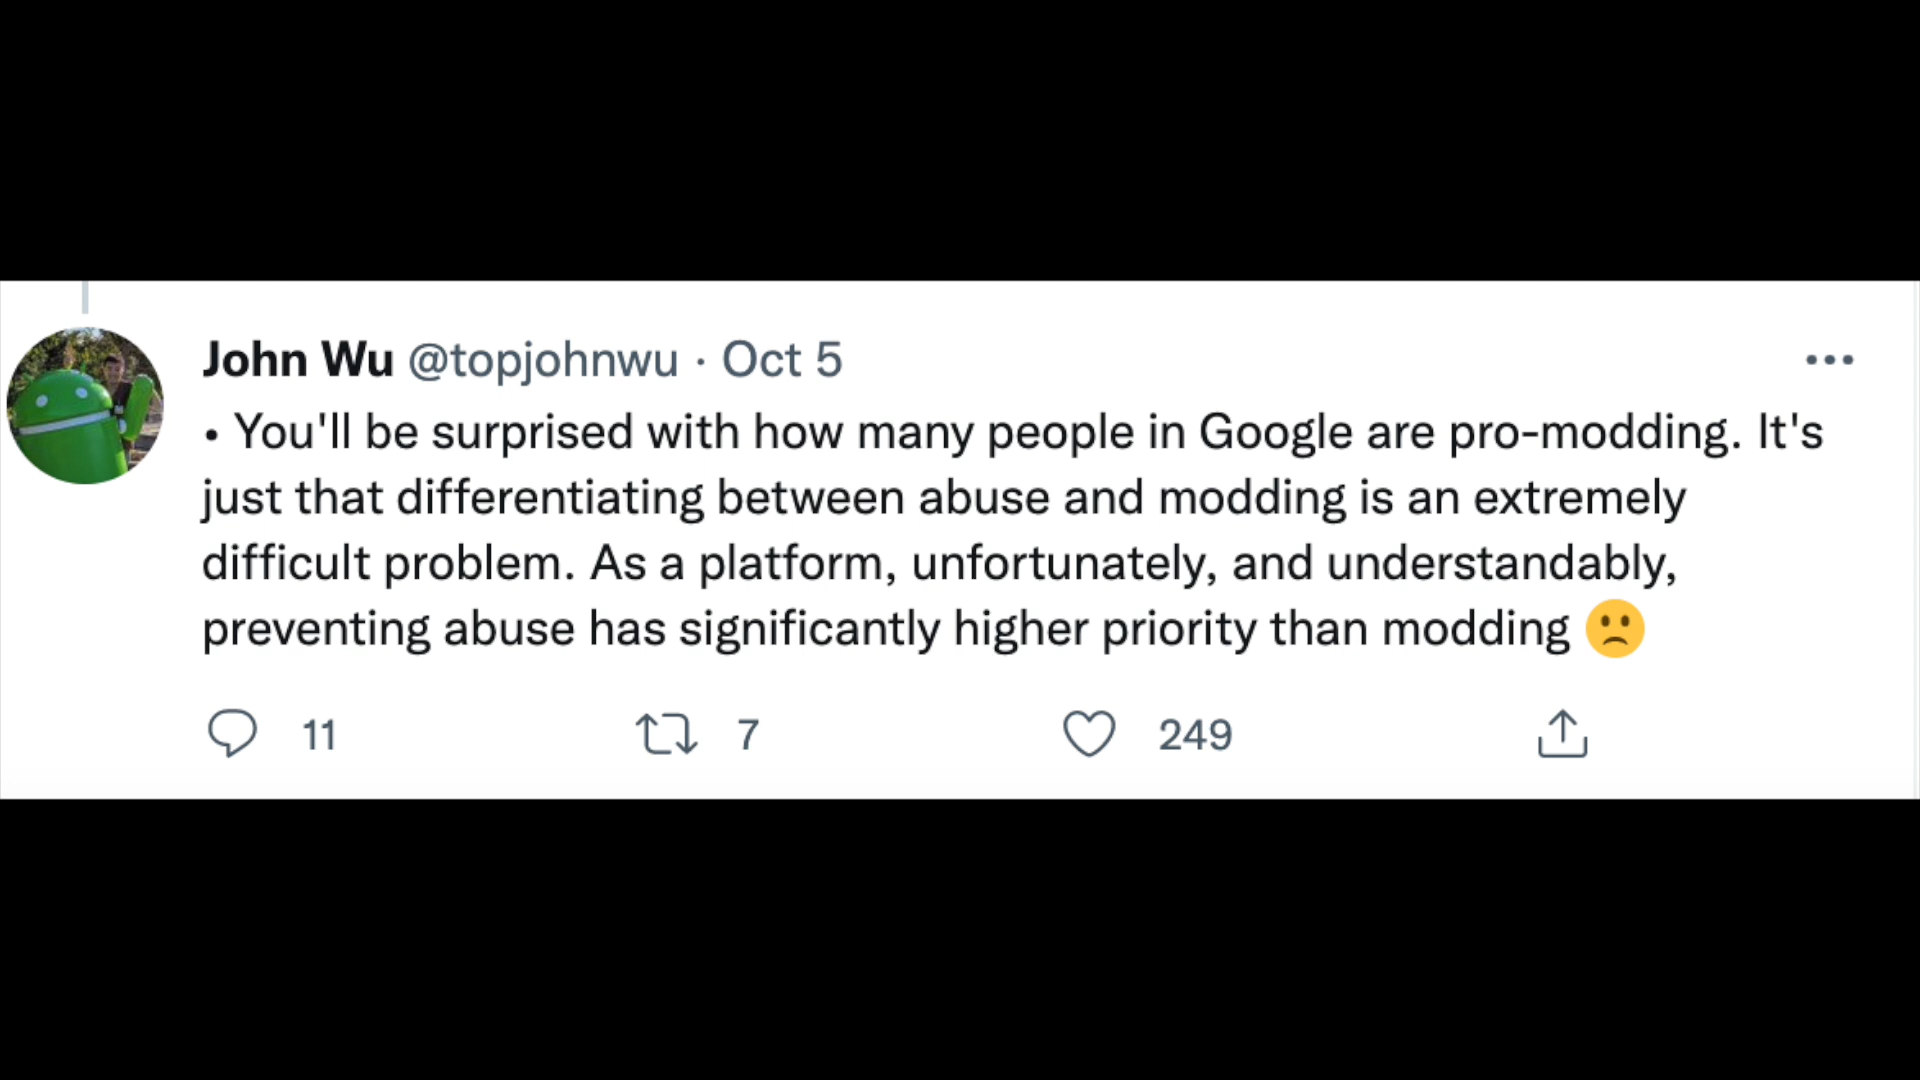 John Wu @topjohnwu · Oct 5
• You'll be surprised with how many people in Google are pro-modding. It's
just that differentiating between abuse and modding is an extremely
difficult problem. As a platform, unfortunately, and understandably,
preventing abuse has significantly higher priority than modding 🙁
11 7 249